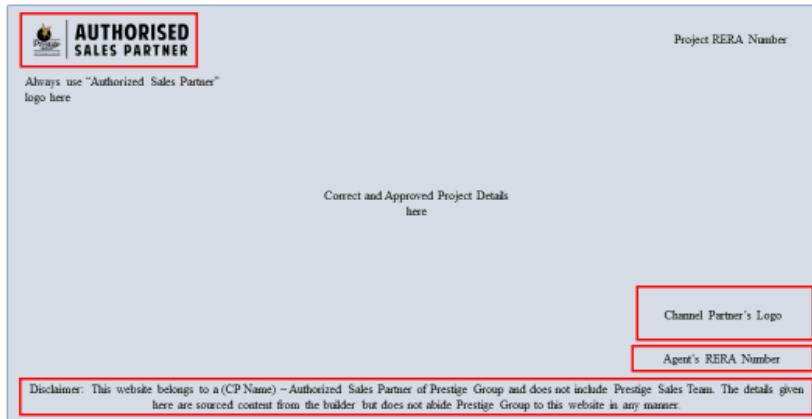 Prestige
AUTHORISED
SALES PARTNER
Project RERA Number
Always use “Authorized Sales Partner”
logo here
Correct and Approved Project Details
here
Channel Partner’s Logo
Agent’s RERA Number
Disclaimer: This website belongs to a (CP Name) – Authorized Sales Partner of Prestige Group and does not include Prestige Sales Team. The details given
here are sourced content from the builder but does not abide Prestige Group to this website in any manner.